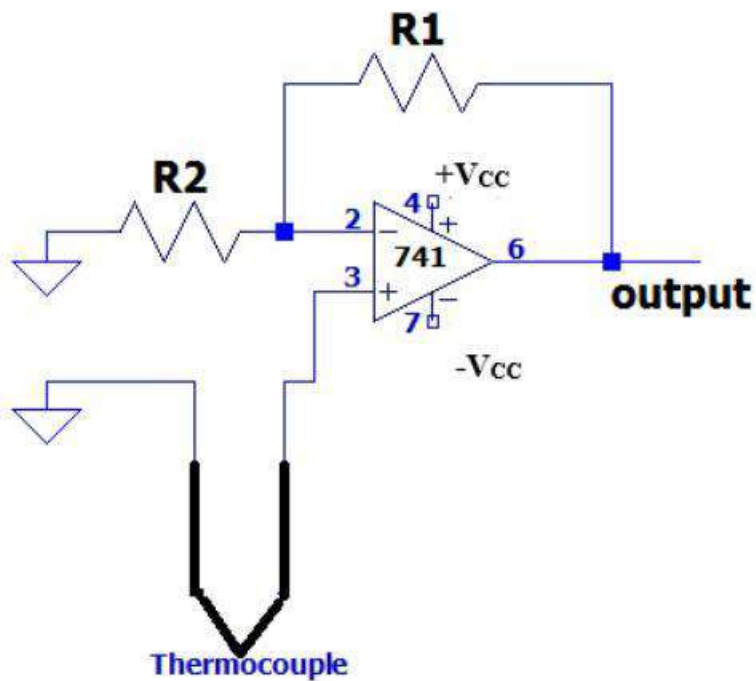 R1
R2
+VCC
4
+
2
-
741
6
3
+
-
7
output
-VCC
Thermocouple